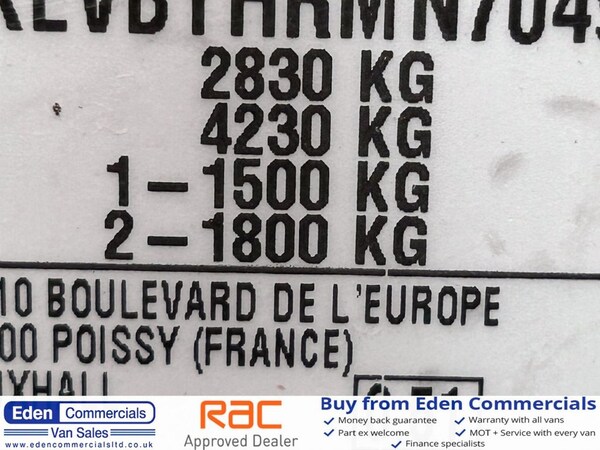 2830 KG
4230 KG
1-1500 KG
2-1800 KG
10 BOULEVARD DE L'EUROPE
00 POISSY (FRANCE)
Eden Commercials
Van Sales
www.edencommercialsltd.co.uk
RAC
Approved Dealer
Buy from Eden Commercials
✓ Money back guarantee ✓ Warranty with all vans
✓ Part ex welcome ✓ MOT + Service with every van
✓ Finance specialists